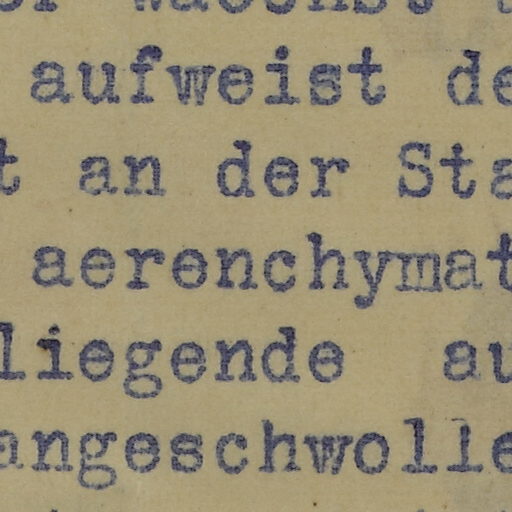 aufweist de
t an der Sta
aerenchymat
liegende au
angeschwolle